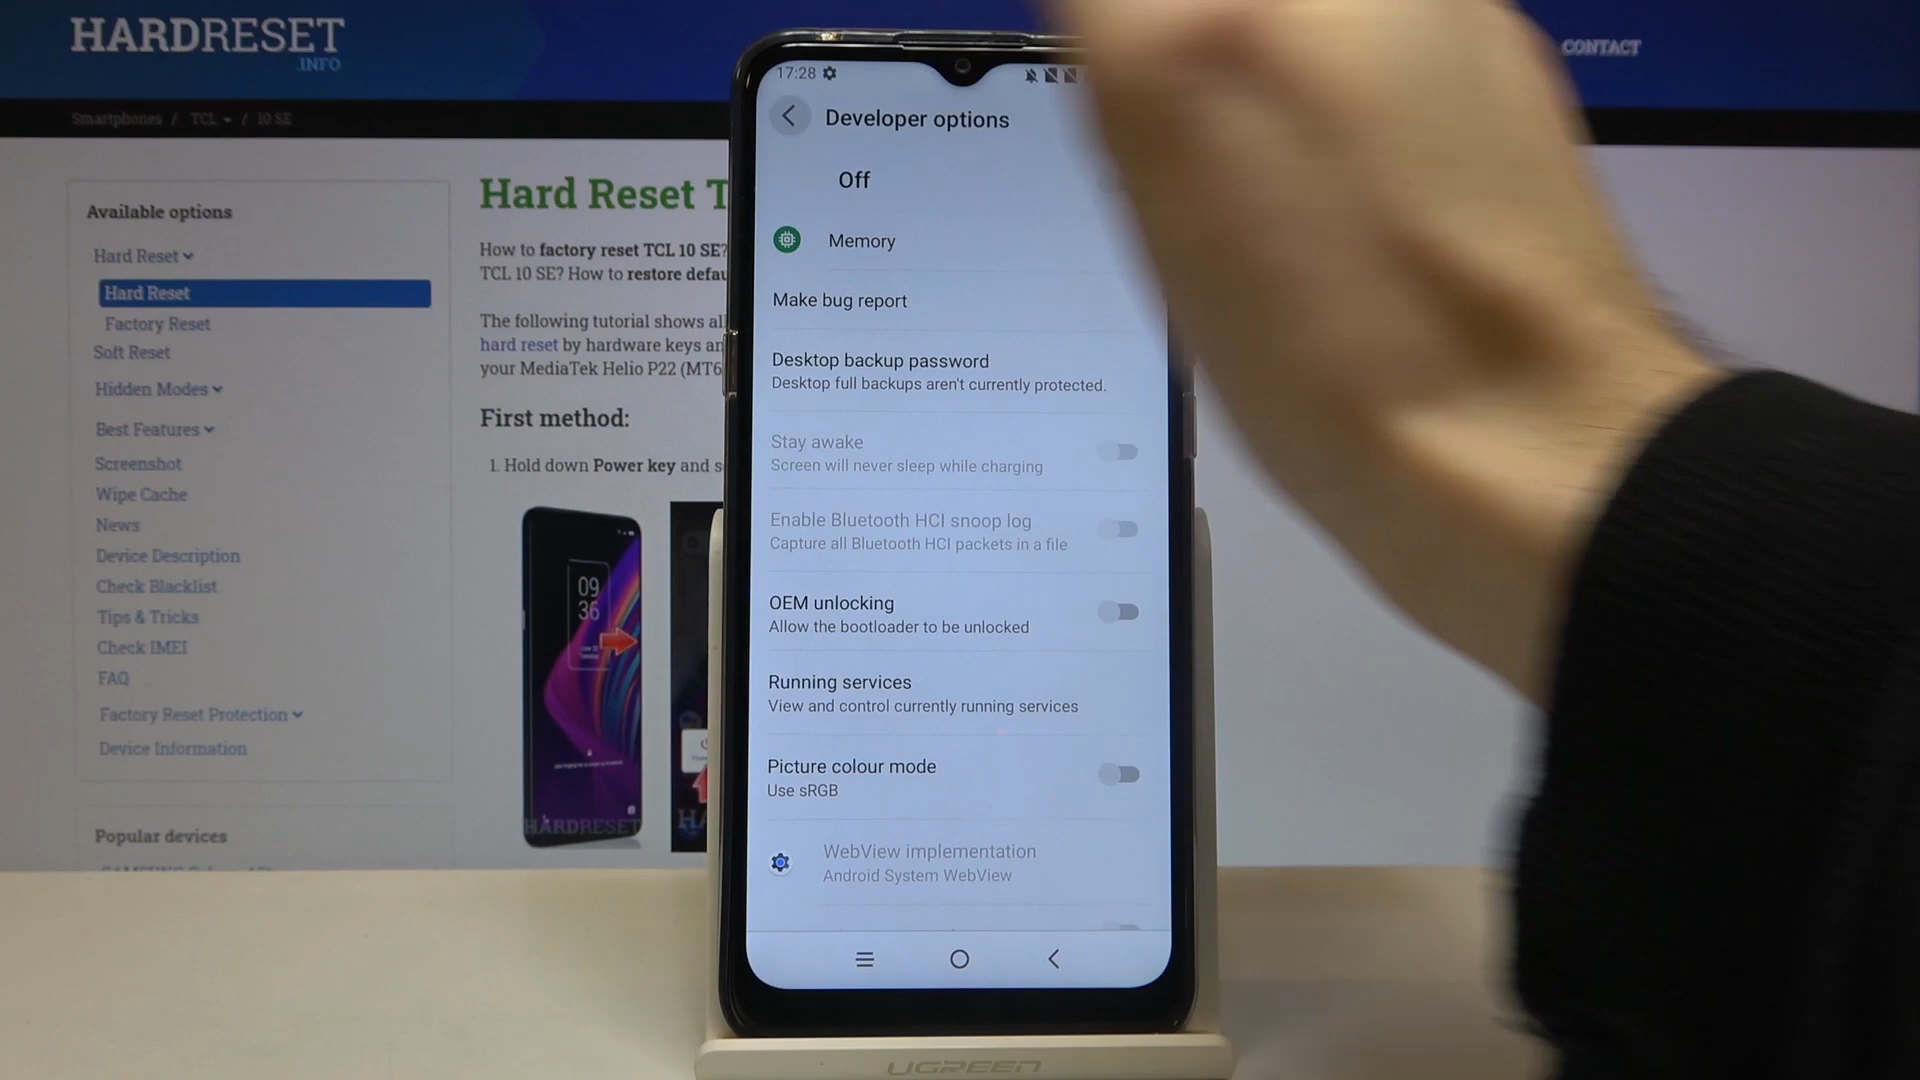 HARDRESET
.INFO
CONTACT
Smartphones / TCL / 10 SE
Available options
Hard Reset
Hard Reset
Factory Reset
Soft Reset
Hidden Modes
Best Features
Screenshot
Wipe Cache
News
Device Description
Check Blacklist
Tips & Tricks
Check IMEI
FAQ
Factory Reset Protection
Device Information
Popular devices
Hard Reset T
How to factory reset TCL 10 SE?
TCL 10 SE? How to restore defau
The following tutorial shows all
hard reset by hardware keys an
your MediaTek Helio P22 (MT6
First method:
1. Hold down Power key and s
09
36
HARDRESET
17:28
Developer options
Off
Memory
Make bug report
Desktop backup password
Desktop full backups aren't currently protected.
Stay awake
Screen will never sleep while charging
Enable Bluetooth HCI snoop log
Capture all Bluetooth HCI packets in a file
OEM unlocking
Allow the bootloader to be unlocked
Running services
View and control currently running services
Picture colour mode
Use sRGB
WebView implementation
Android System WebView
UGREEN